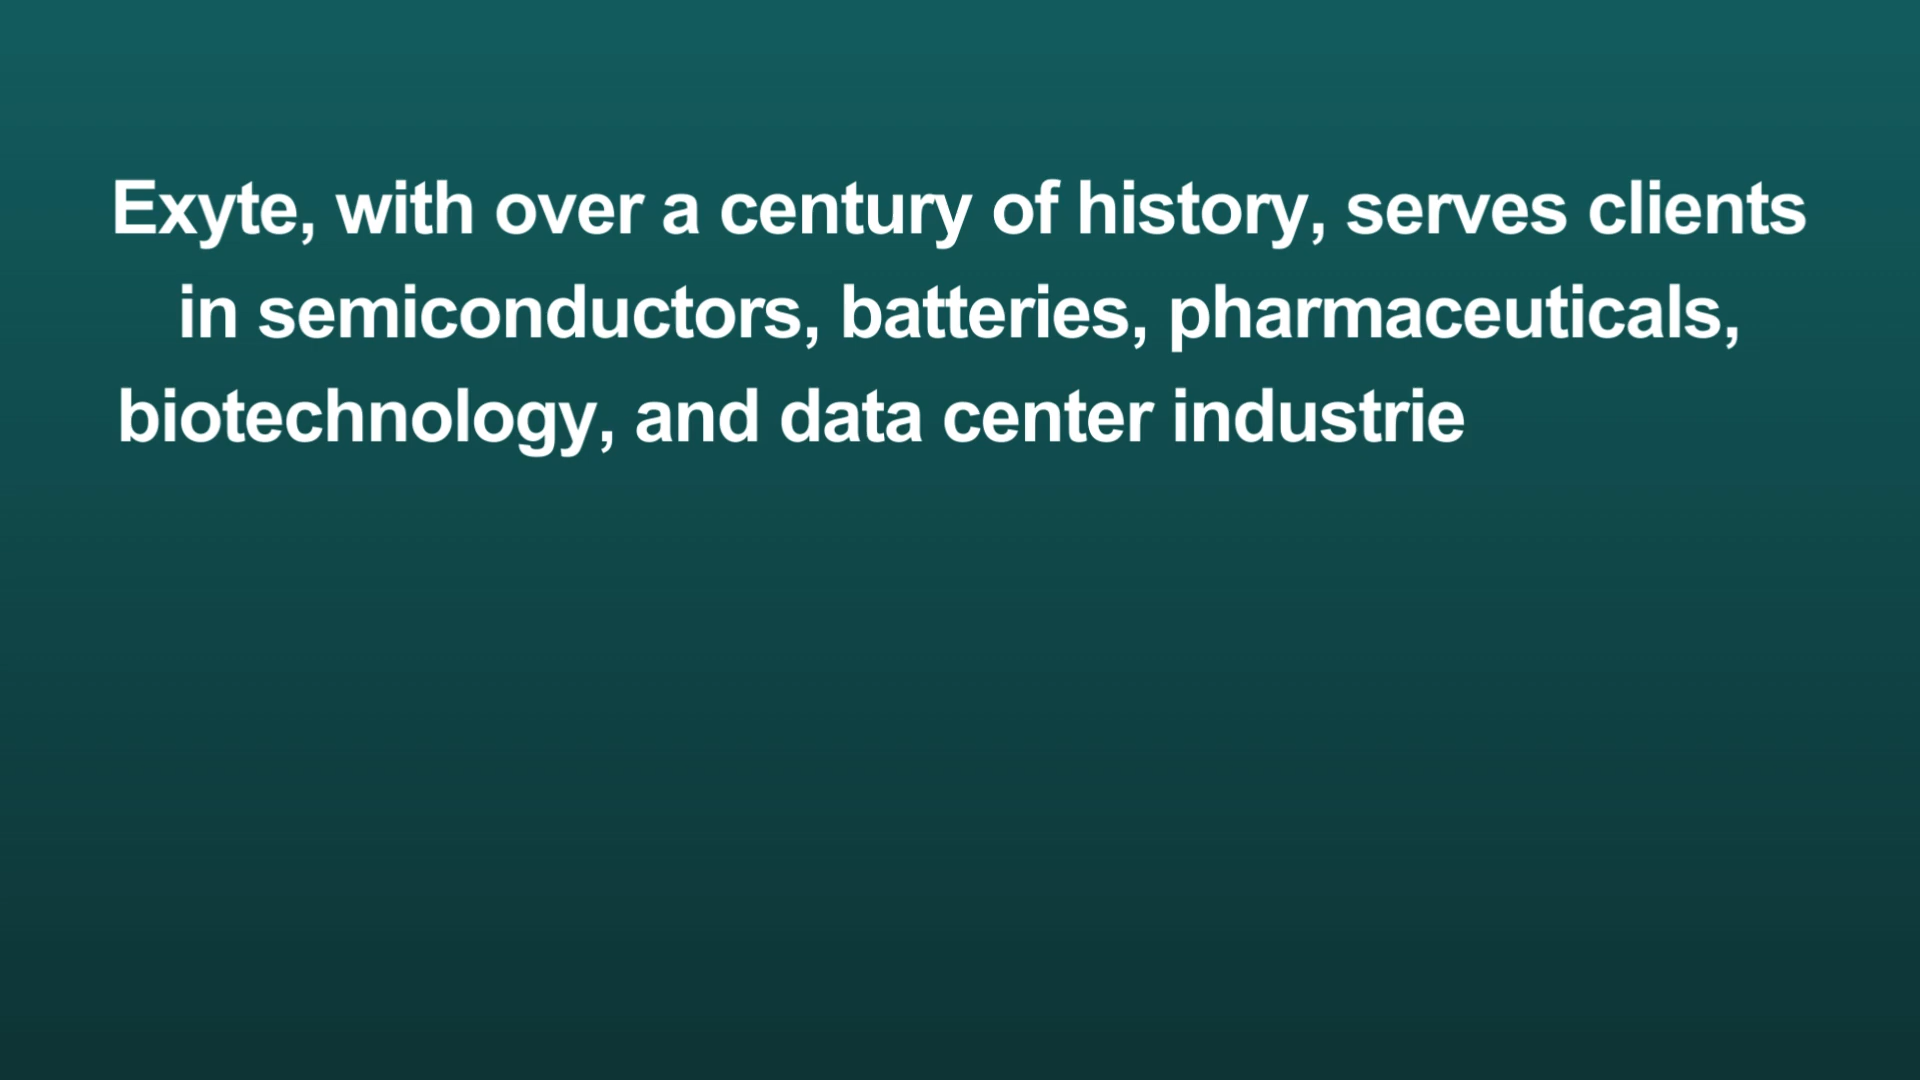 Exyte, with over a century of history, serves clients
in semiconductors, batteries, pharmaceuticals,
biotechnology, and data center industrie